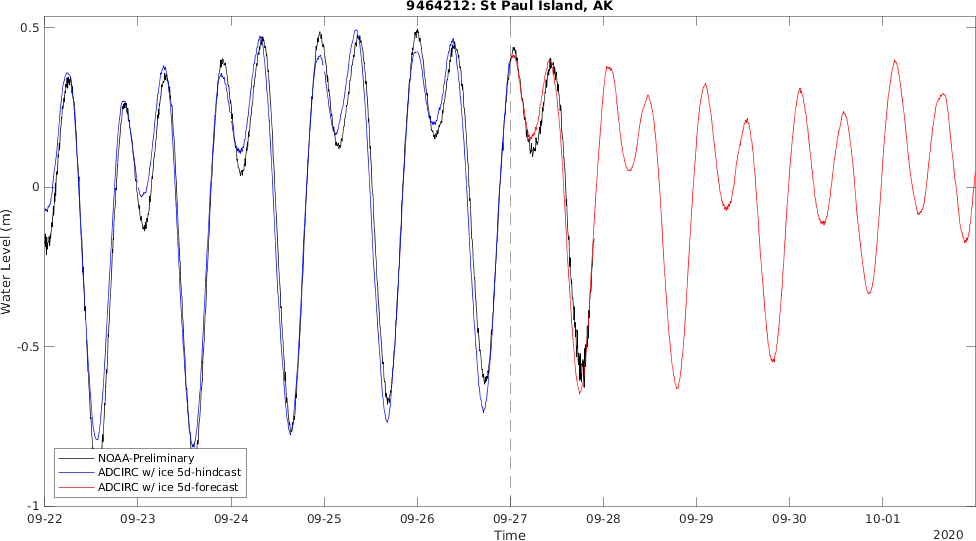 9464212: St Paul Island, AK
0.5
0
-0.5
-1
Water Level (m)
NOAA-Preliminary
ADCIRC w/ ice 5d-hindcast
ADCIRC w/ ice 5d-forecast
09-22 09-23 09-24 09-25 09-26 09-27 09-28 09-29 09-30 10-01
Time
2020